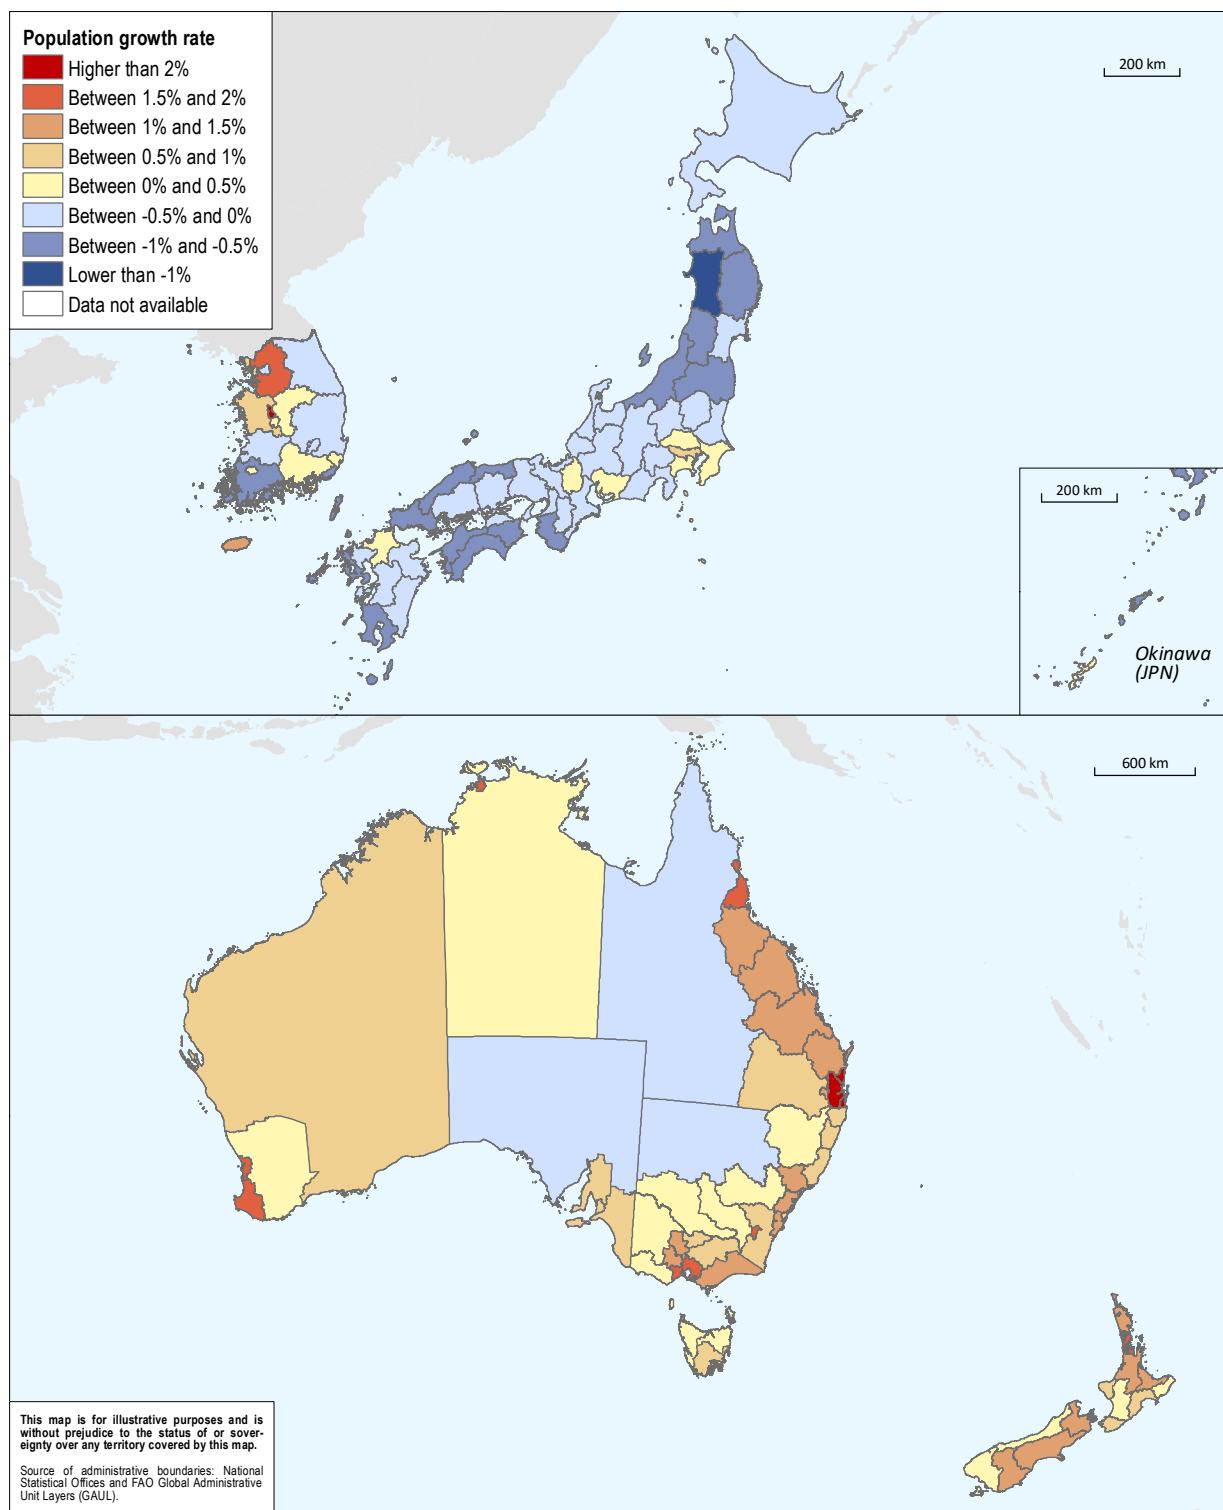 Population growth rate
Higher than 2%
Between 1.5% and 2%
Between 1% and 1.5%
Between 0.5% and 1%
Between 0% and 0.5%
Between -0.5% and 0%
Between -1% and -0.5%
Lower than -1%
Data not available
200 km
200 km
Okinawa
(JPN)
600 km
This map is for illustrative purposes and is
without prejudice to the status of or sover-
eignty over any territory covered by this map.
Source of administrative boundaries: National
Statistical Offices and FAO Global Administrative
Unit Layers (GAUL).